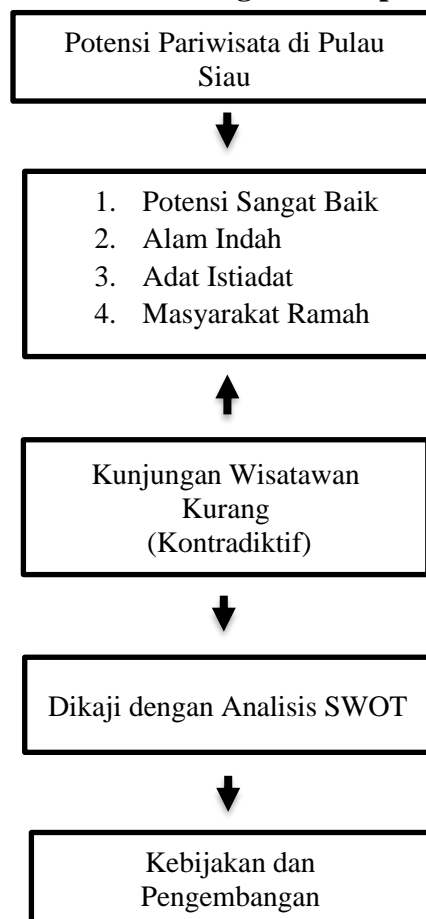 Potensi Pariwisata di Pulau
Siau
1. Potensi Sangat Baik
2. Alam Indah
3. Adat Istiadat
4. Masyarakat Ramah
Kunjungan Wisatawan
Kurang
(Kontradiktif)
Dikaji dengan Analisis SWOT
Kebijakan dan
Pengembangan